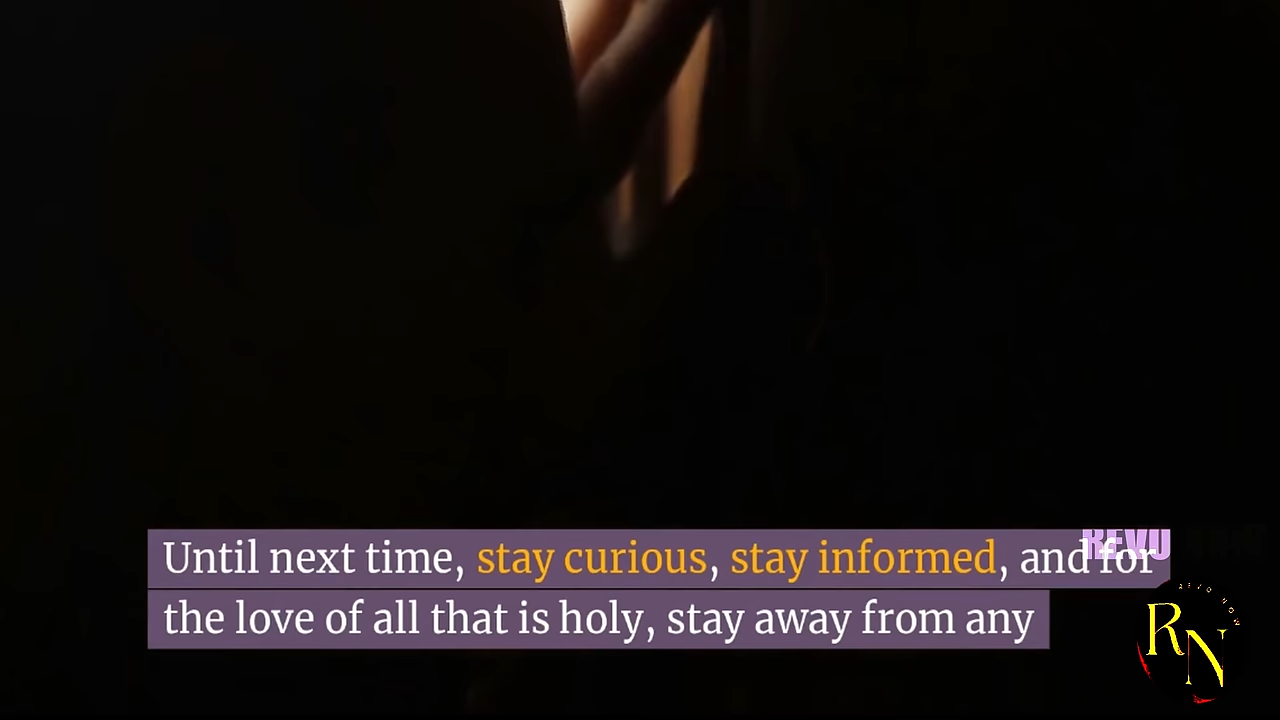 Until next time, stay curious, stay informed, and for
the love of all that is holy, stay away from any
REVO
RN